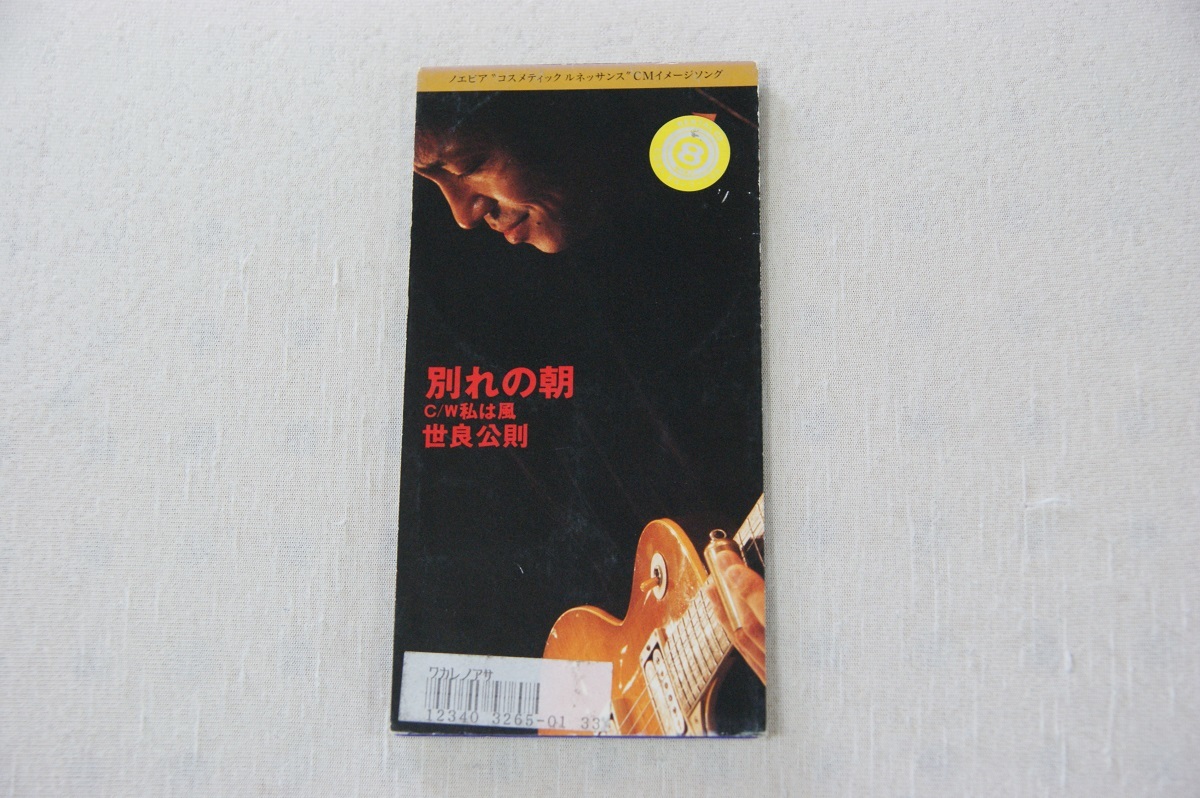 ノエビア"コスメティック ルネッサンス"CMイメージソング
B
別れの朝
C/W私は風
世良公則
ワカレノアサ
12340 3265-01 33